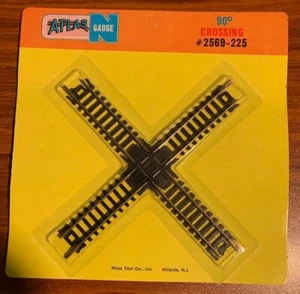 ATLAS N GAUGE
90° CROSSING
#2569-225
Atlas Tool Co., Inc. Hillside, N.J.